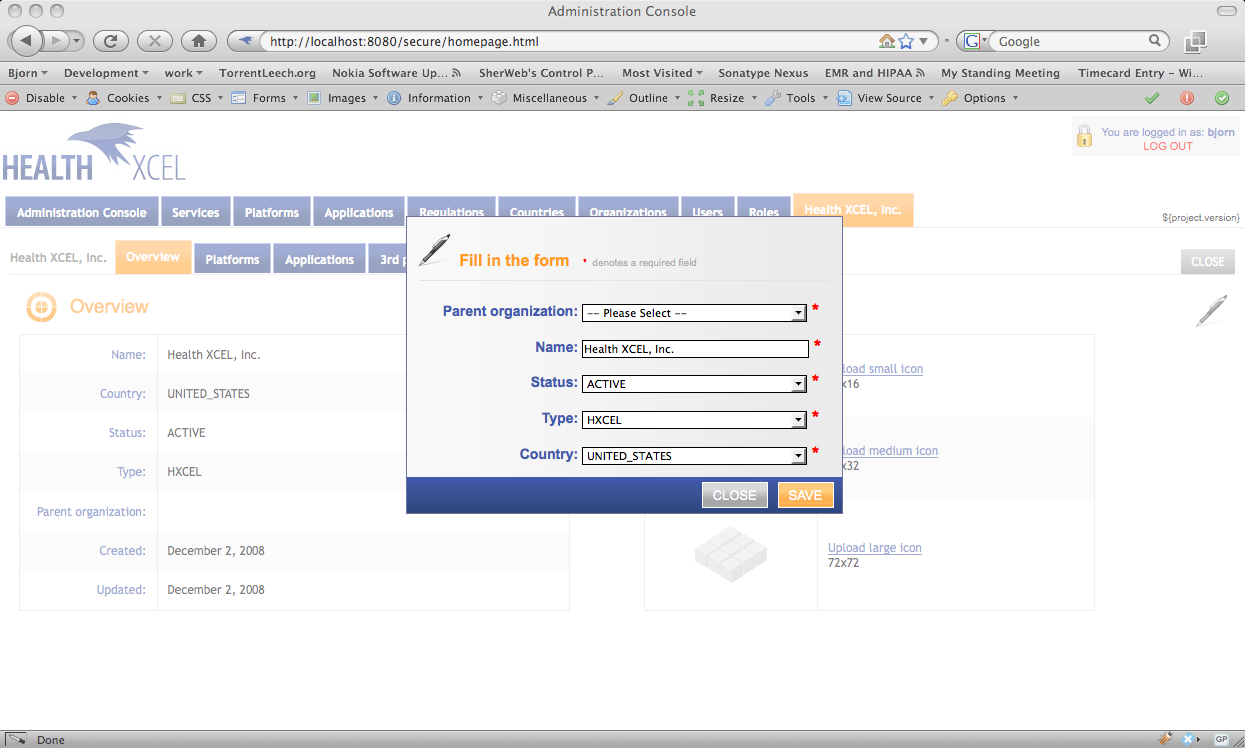 Administration Console
http://localhost:8080/secure/homepage.html
G
Google
Bjorn Development work TorrentLeech.org Nokia Software Up... SherWeb's Control P... Most Visited Sonatype Nexus EMR and HIPAA My Standing Meeting Timecard Entry – Wi...
Disable Cookies CSS Forms Images Information Miscellaneous Outline Resize Tools View Source Options
You are logged in as: bjorn
LOG OUT
HEALTH XCEL
Administration Console Services Platforms Applications Regulations Countries Organizations Users Roles Health XCEL, Inc.
${project.version}
Health XCEL, Inc. Overview Platforms Applications 3rd
CLOSE
Overview
Name: Health XCEL, Inc.
Country: UNITED_STATES
Status: ACTIVE
Type: HXCEL
Parent organization:
Created: December 2, 2008
Updated: December 2, 2008
Fill in the form * denotes a required field
Parent organization: -- Please Select -- *
Name: Health XCEL, Inc. *
Status: ACTIVE *
Type: HXCEL *
Country: UNITED_STATES *
CLOSE SAVE
load small icon
x16
load medium icon
x32
Upload large icon
72x72
Done
GP